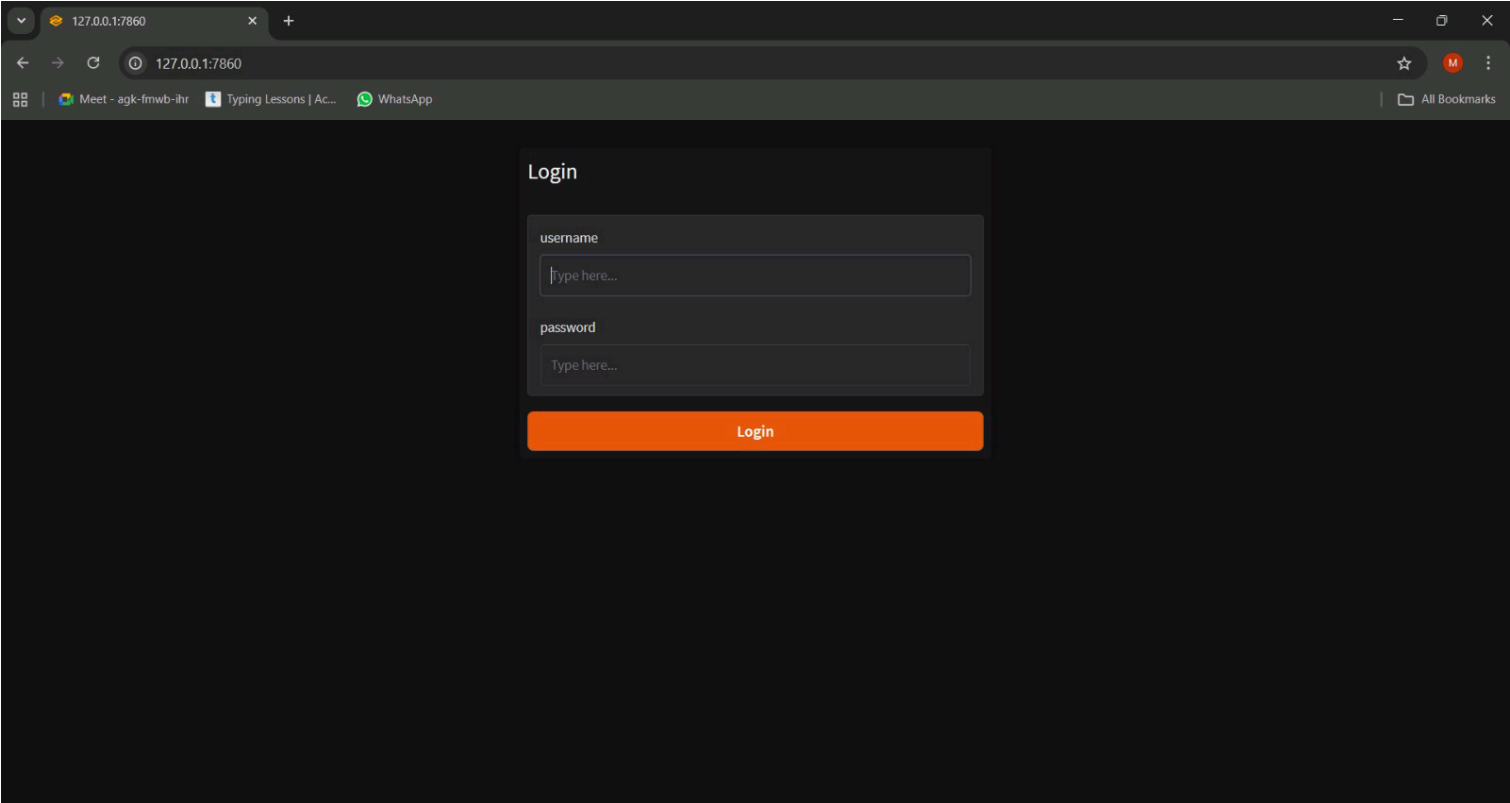 127.0.0.1:7860
127.0.0.1:7860
M
Meet - agk-fmwb-ihr
Typing Lessons | Ac...
WhatsApp
All Bookmarks
Login
username
Type here...
password
Type here...
Login